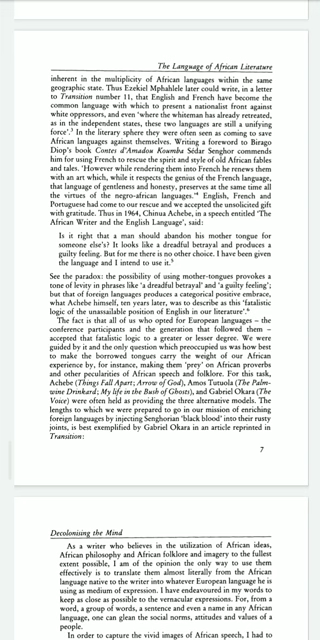 The Language of African Literature
inherent in the multiplicity of African languages within the same
geographic state. Thus Ezekiel Mphahlele later could write, in a letter
to Transition number 11, that English and French have become the
common language with which to present a nationalist front against
white oppressors, and even 'where the whiteman has already retreated,
as in the independent states, these two languages are still a unifying
force'.³ In the literary sphere they were often seen as coming to save
African languages against themselves. Writing a foreword to Birago
Diop's book Contes d'Amadou Koumba Sédar Senghor commends
him for using French to rescue the spirit and style of old African fables
and tales. 'However while rendering them into French he renews them
with an art which, while it respects the genius of the French language,
that language of gentleness and honesty, preserves at the same time all
the virtues of the negro-african languages.'⁴ English, French and
Portuguese had come to our rescue and we accepted the unsolicited gift
with gratitude. Thus in 1964, Chinua Achebe, in a speech entitled 'The
African Writer and the English Language', said:
Is it right that a man should abandon his mother tongue for
someone else's? It looks like a dreadful betrayal and produces a
guilty feeling. But for me there is no other choice. I have been given
the language and I intend to use it.⁵
See the paradox: the possibility of using mother-tongues provokes a
tone of levity in phrases like 'a dreadful betrayal' and 'a guilty feeling';
but that of foreign languages produces a categorical positive embrace,
what Achebe himself, ten years later, was to describe as this 'fatalistic
logic of the unassailable position of English in our literature'.⁶
The fact is that all of us who opted for European languages – the
conference participants and the generation that followed them –
accepted that fatalistic logic to a greater or lesser degree. We were
guided by it and the only question which preoccupied us was how best
to make the borrowed tongues carry the weight of our African
experience by, for instance, making them 'prey' on African proverbs
and other pecularities of African speech and folklore. For this task,
Achebe (Things Fall Apart; Arrow of God), Amos Tutuola (The Palm-
wine Drinkard; My life in the Bush of Ghosts), and Gabriel Okara (The
Voice) were often held as providing the three alternative models. The
lengths to which we were prepared to go in our mission of enriching
foreign languages by injecting Senghorian 'black blood' into their rusty
joints, is best exemplified by Gabriel Okara in an article reprinted in
Transition:
7
Decolonising the Mind
As a writer who believes in the utilization of African ideas,
African philosophy and African folklore and imagery to the fullest
extent possible, I am of the opinion the only way to use them
effectively is to translate them almost literally from the African
language native to the writer into whatever European language he is
using as medium of expression. I have endeavoured in my words to
keep as close as possible to the vernacular expressions. For, from a
word, a group of words, a sentence and even a name in any African
language, one can glean the social norms, attitudes and values of a
people.
In order to capture the vivid images of African speech, I had to